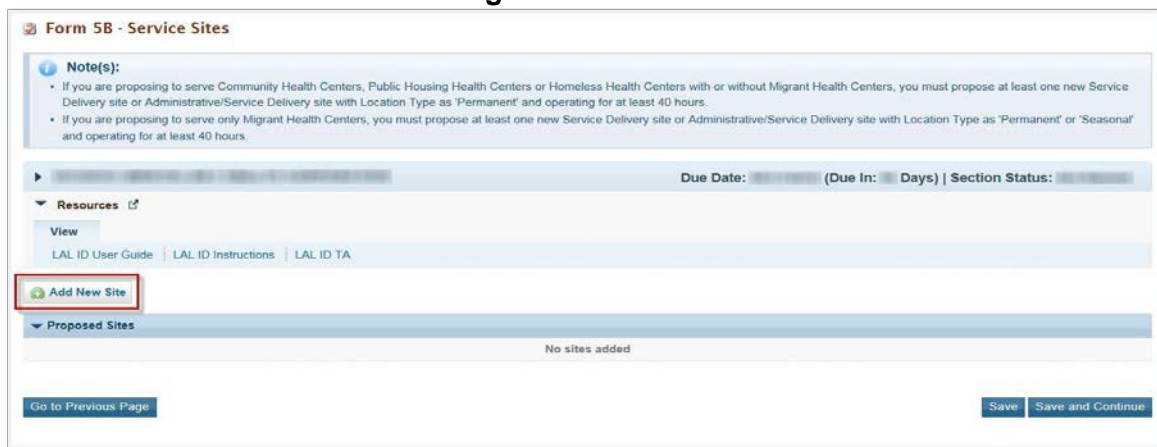 Form 5B - Service Sites
Note(s):
• If you are proposing to serve Community Health Centers, Public Housing Health Centers or Homeless Health Centers with or without Migrant Health Centers, you must propose at least one new Service
Delivery site or Administrative/Service Delivery site with Location Type as 'Permanent' and operating for at least 40 hours.
• If you are proposing to serve only Migrant Health Centers, you must propose at least one new Service Delivery site or Administrative/Service Delivery site with Location Type as 'Permanent' or 'Seasonal'
and operating for at least 40 hours.
Due Date: (Due In: Days) | Section Status:
Resources
View
LAL ID User Guide | LAL ID Instructions | LAL ID TA
Add New Site
Proposed Sites
No sites added
Go to Previous Page Save Save and Continue